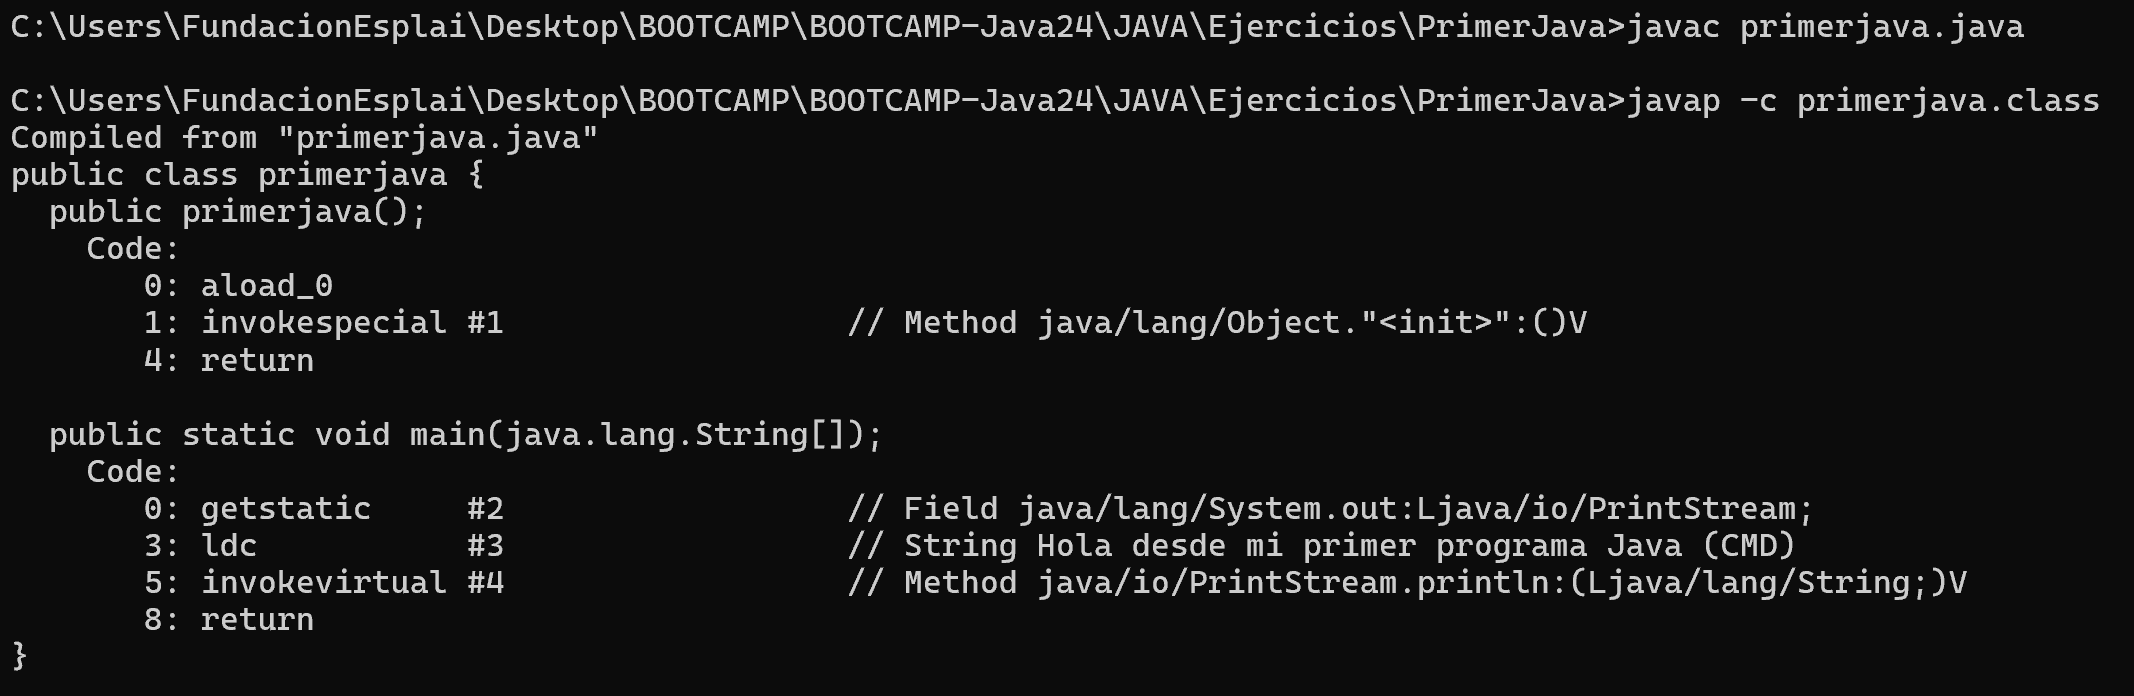 C:\Users\FundacionEsplai\Desktop\BOOTCAMP\BOOTCAMP-Java24\JAVA\Ejercicios\PrimerJava>javac primerjava.java
C:\Users\FundacionEsplai\Desktop\BOOTCAMP\BOOTCAMP-Java24\JAVA\Ejercicios\PrimerJava>javap -c primerjava.class
Compiled from "primerjava.java"
public class primerjava {
  public primerjava();
    Code:
       0: aload_0
       1: invokespecial #1                  // Method java/lang/Object."<init>":()V
       4: return
  public static void main(java.lang.String[]);
    Code:
       0: getstatic     #2                  // Field java/lang/System.out:Ljava/io/PrintStream;
       3: ldc           #3                  // String Hola desde mi primer programa Java (CMD)
       5: invokevirtual #4                  // Method java/io/PrintStream.println:(Ljava/lang/String;)V
       8: return
}